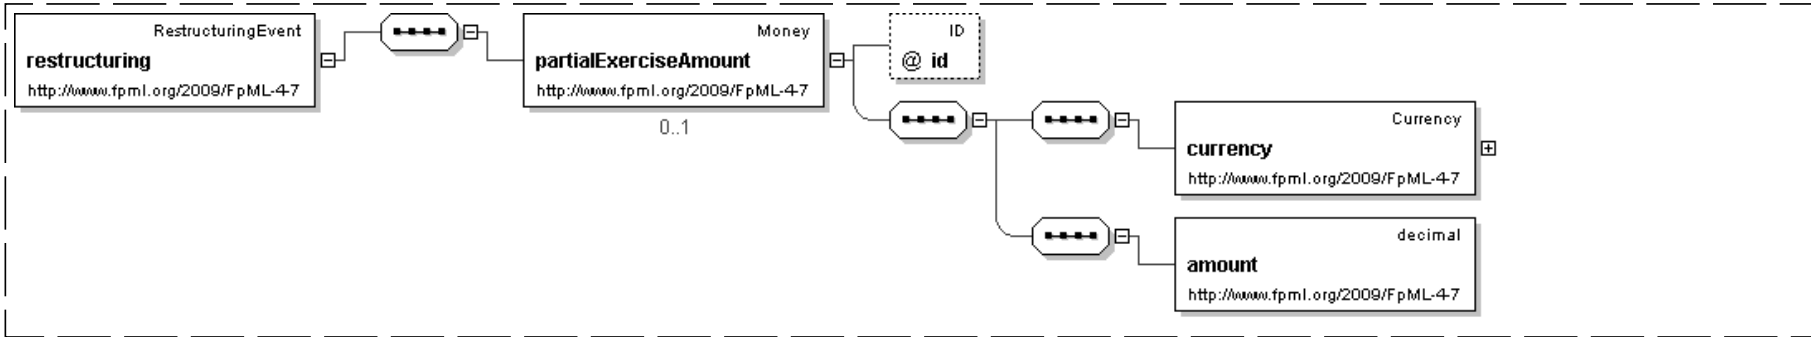 RestructuringEvent
restructuring
http://www.fpml.org/2009/FpML-4-7
Money
partialExerciseAmount
http://www.fpml.org/2009/FpML-4-7
0..1
ID
@ id
Currency
currency
http://www.fpml.org/2009/FpML-4-7
decimal
amount
http://www.fpml.org/2009/FpML-4-7